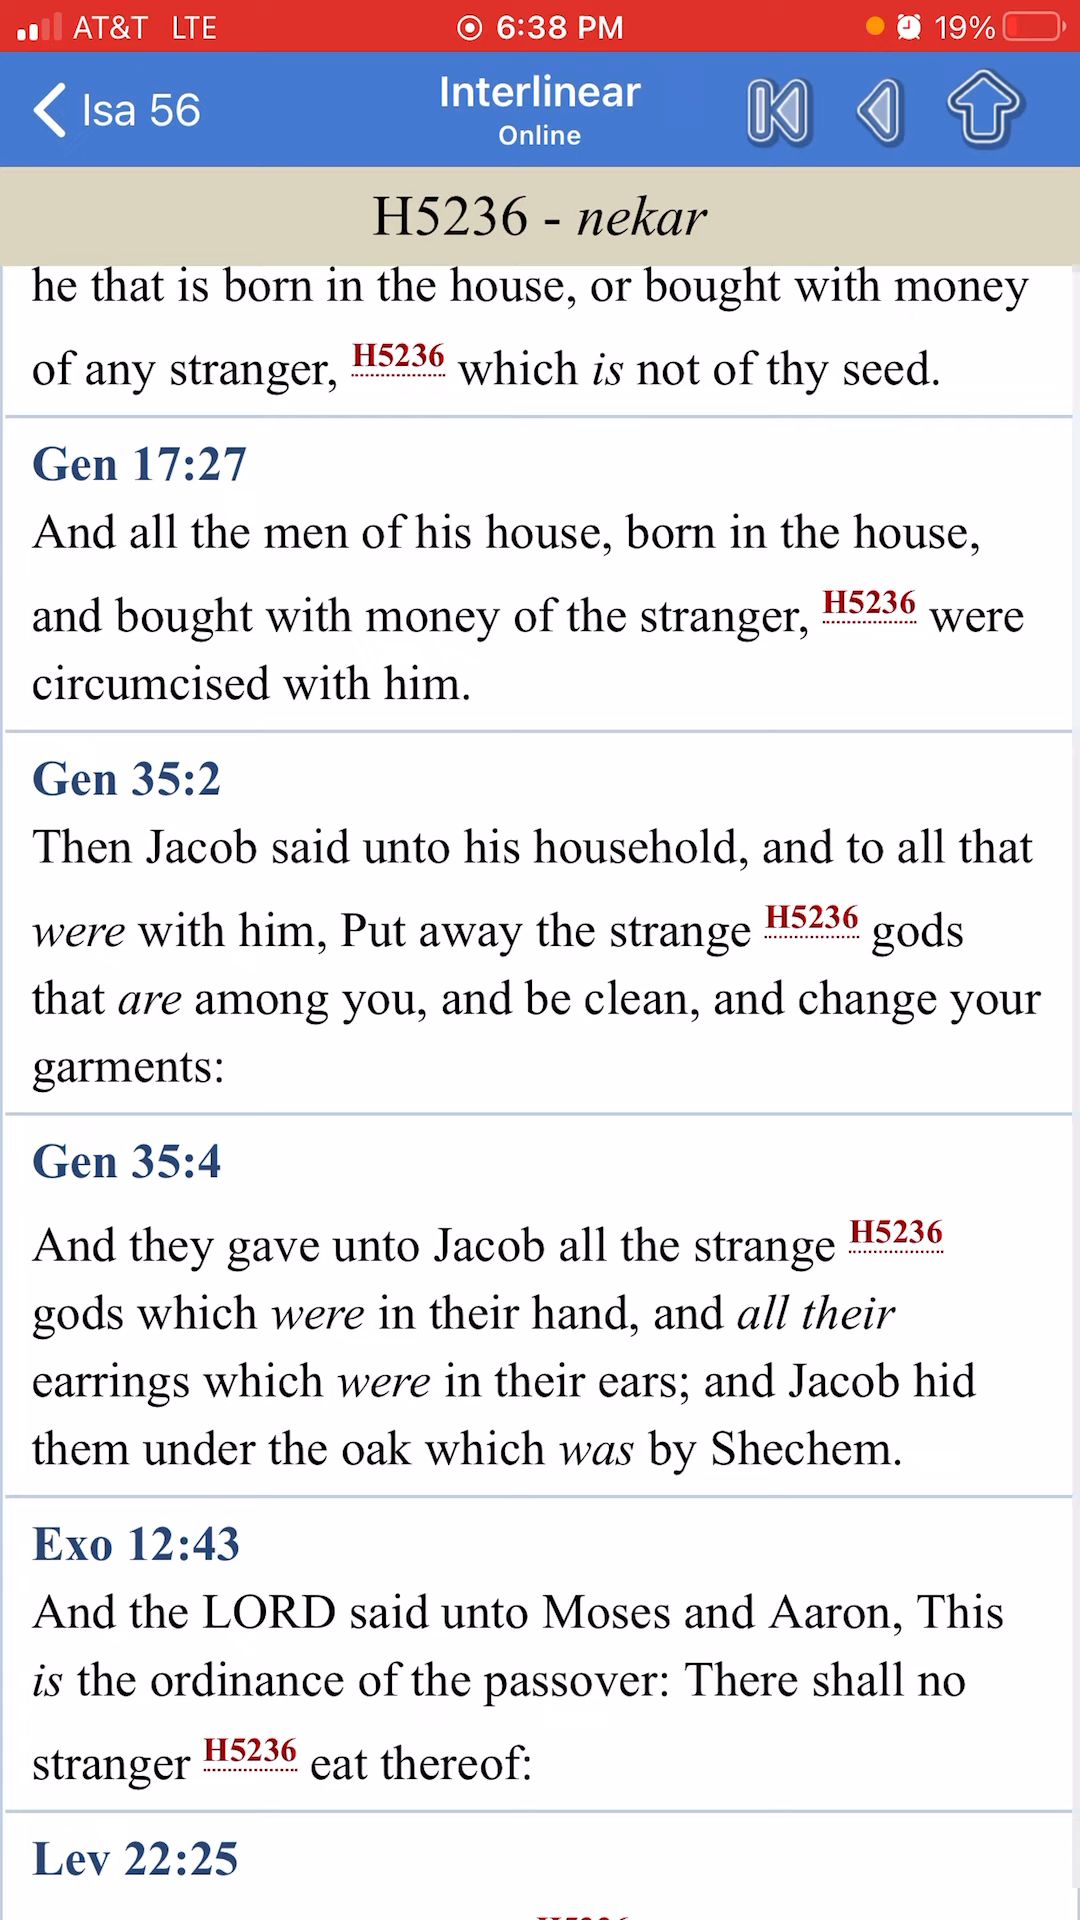 AT&T LTE 6:38 PM 19%
Isa 56 Interlinear
Online
H5236 - nekar
he that is born in the house, or bought with money
of any stranger, H5236 which is not of thy seed.
Gen 17:27
And all the men of his house, born in the house,
and bought with money of the stranger, H5236 were
circumcised with him.
Gen 35:2
Then Jacob said unto his household, and to all that
were with him, Put away the strange H5236 gods
that are among you, and be clean, and change your
garments:
Gen 35:4
And they gave unto Jacob all the strange H5236
gods which were in their hand, and all their
earrings which were in their ears; and Jacob hid
them under the oak which was by Shechem.
Exo 12:43
And the LORD said unto Moses and Aaron, This
is the ordinance of the passover: There shall no
stranger H5236 eat thereof:
Lev 22:25